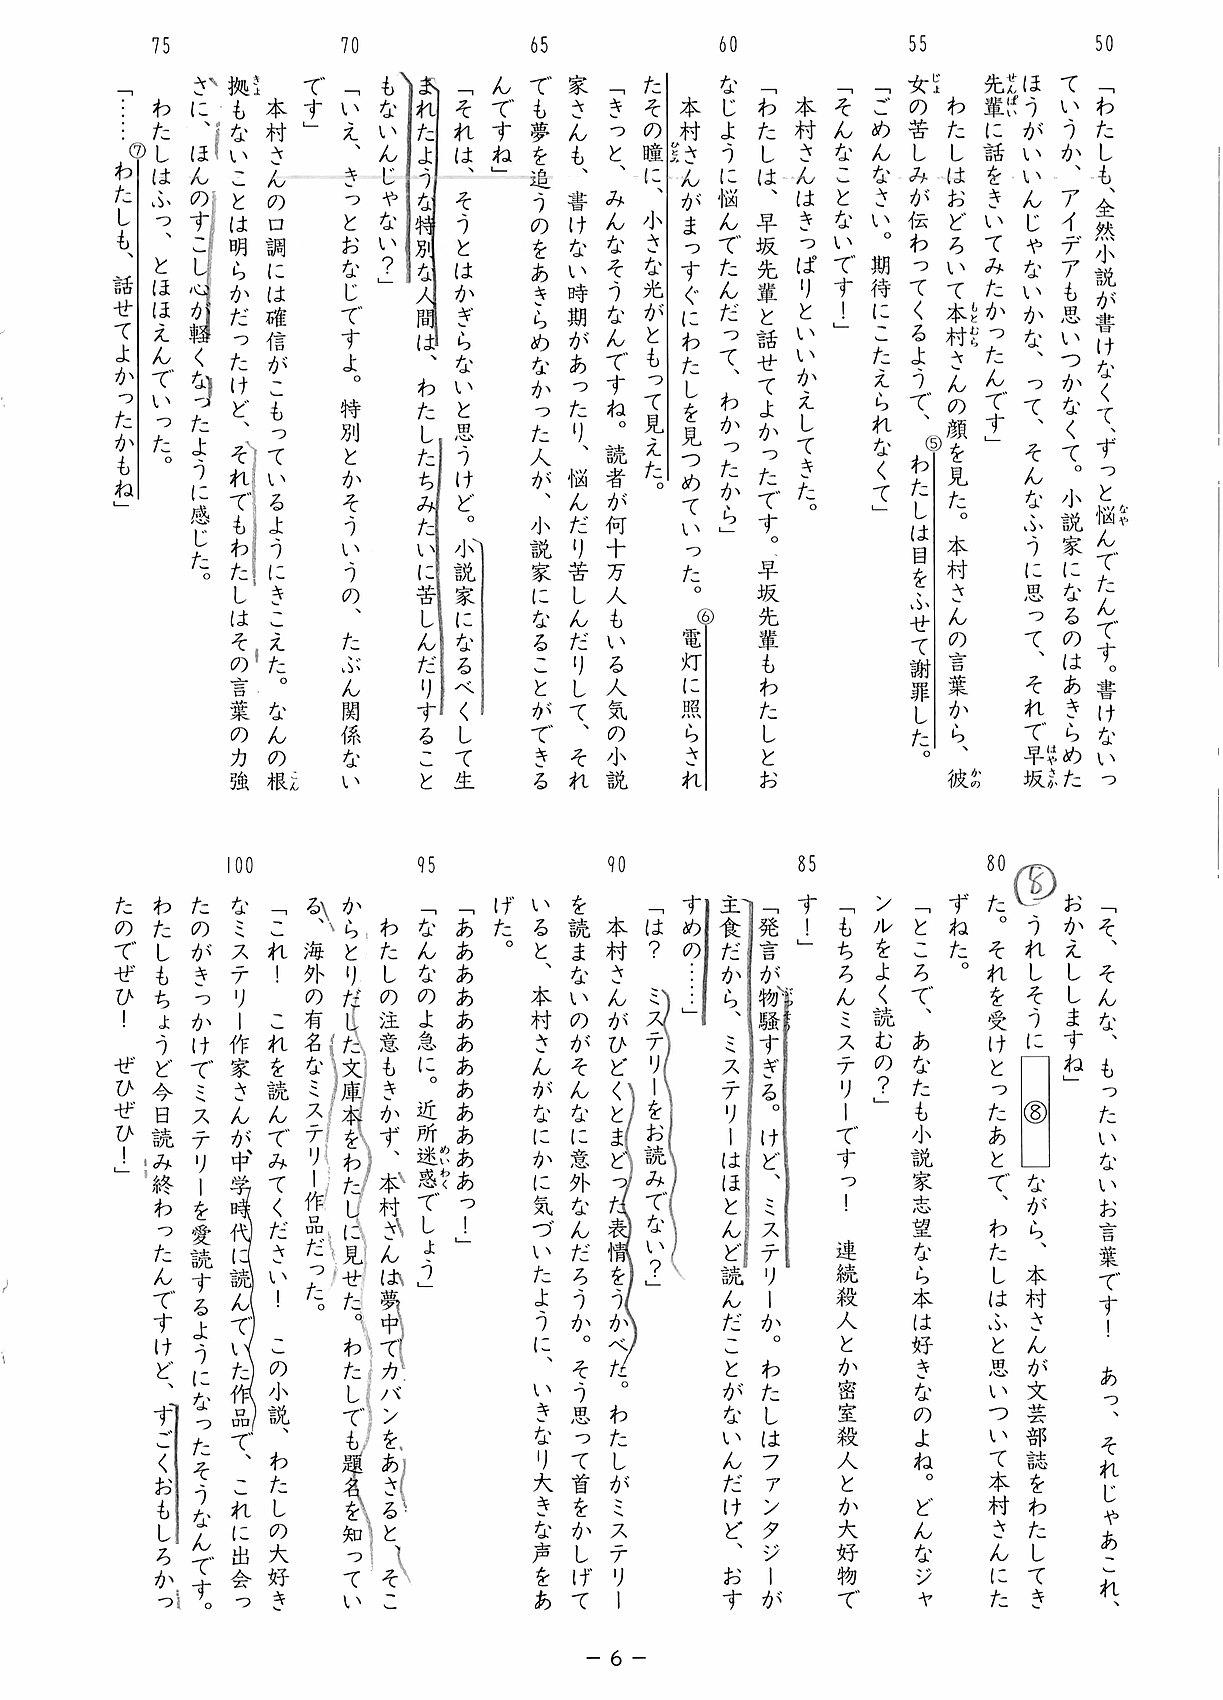 50
「わたしも、全然小説が書けなくて、ずっと悩んでたんです。書けないっ
なや
ていうか、アイデアも思いつかなくて。小説家になるのはあきらめた
ほうがいいんじゃないかな、って、そんなふうに思って、それで早坂
はやさか
先輩に話をきいてみたかったんです」
せんぱい
わたしはおどろいて本村さんの顔を見た。本村さんの言葉から、彼
もとむら
かの
55
女の苦しみが伝わってくるようで、⑤わたしは目をふせて謝罪した。
じょ
「ごめんなさい。期待にこたえられなくて」
「そんなことないです！」
本村さんはきっぱりといいかえしてきた。
「わたしは、早坂先輩と話せてよかったです。早坂先輩もわたしとお
60
なじように悩んでたんだって、わかったから」
本村さんがまっすぐにわたしを見つめていった。⑥電灯に照らされ
たその瞳に、小さな光がともって見えた。
ひとみ
「きっと、みんなそうなんですね。読者が何十万人もいる人気の小説
家さんも、書けない時期があったり、悩んだり苦しんだりして、それ
65
でも夢を追うのをあきらめなかった人が、小説家になることができる
んですね」
「それは、そうとはかぎらないと思うけど。小説家になるべくして生
まれたような特別な人間は、わたしたちみたいに苦しんだりすること
もないんじゃない？」
70
「いえ、きっとおなじですよ。特別とかそういうの、たぶん関係ない
です」
本村さんの口調には確信がこもっているようにきこえた。なんの根
こん
拠もないことは明らかだったけど、それでもわたしはその言葉の力強
きょ
さに、ほんのすこし心が軽くなったように感じた。
75
わたしはふっ、とほほえんでいった。
「……⑦わたしも、話せてよかったかもね」
「そ、そんな、もったいないお言葉です！　あっ、それじゃあこれ、
おかえししますね」
⑧
うれしそうに⑧ながら、本村さんが文芸部誌をわたしてき
80
た。それを受けとったあとで、わたしはふと思いついて本村さんにた
ずねた。
「ところで、あなたも小説家志望なら本は好きなのよね。どんなジャ
ンルをよく読むの？」
「もちろんミステリーですっ！　連続殺人とか密室殺人とか大好物で
85
す！」
「発言が物騒すぎる。けど、ミステリーか。わたしはファンタジーが
ぶっそう
主食だから、ミステリーはほとんど読んだことがないんだけど、おす
すめの……」
「は？　ミステリーをお読みでない？」
90
本村さんがひどくとまどった表情をうかべた。わたしがミステリー
を読まないのがそんなに意外なんだろうか。そう思って首をかしげて
いると、本村さんがなにかに気づいたように、いきなり大きな声をあ
げた。
「ああああああああああああああっ！」
95
「なんなのよ急に。近所迷惑でしょう」
めいわく
わたしの注意もきかず、本村さんは夢中でカバンをあさると、そこ
からとりだした文庫本をわたしに見せた。わたしでも題名を知ってい
る、海外の有名なミステリー作品だった。
「これ！　これを読んでみてください！　この小説、わたしの大好き
100
なミステリー作家さんが中学時代に読んでいた作品で、これに出会っ
たのがきっかけでミステリーを愛読するようになったそうなんです。
わたしもちょうど今日読み終わったんですけど、すごくおもしろかっ
たのでぜひ！　ぜひぜひ！」
－6－